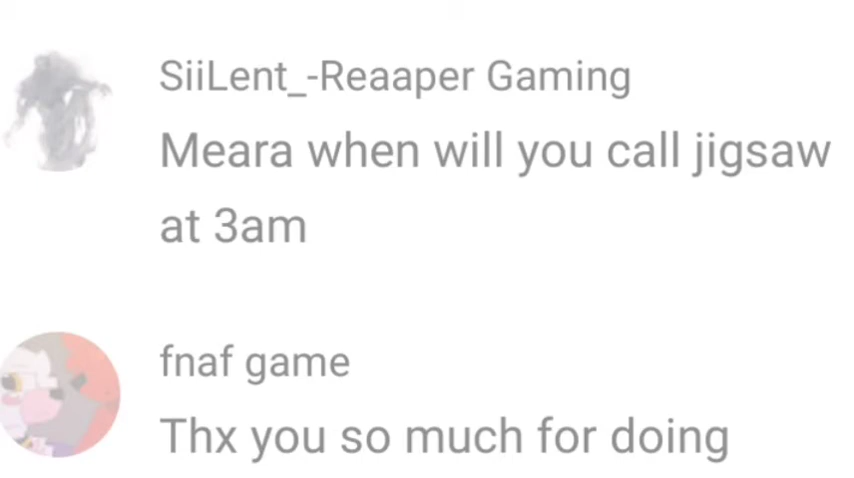 SiiLent_-Reaaper Gaming
Meara when will you call jigsaw
at 3am
fnaf game
Thx you so much for doing